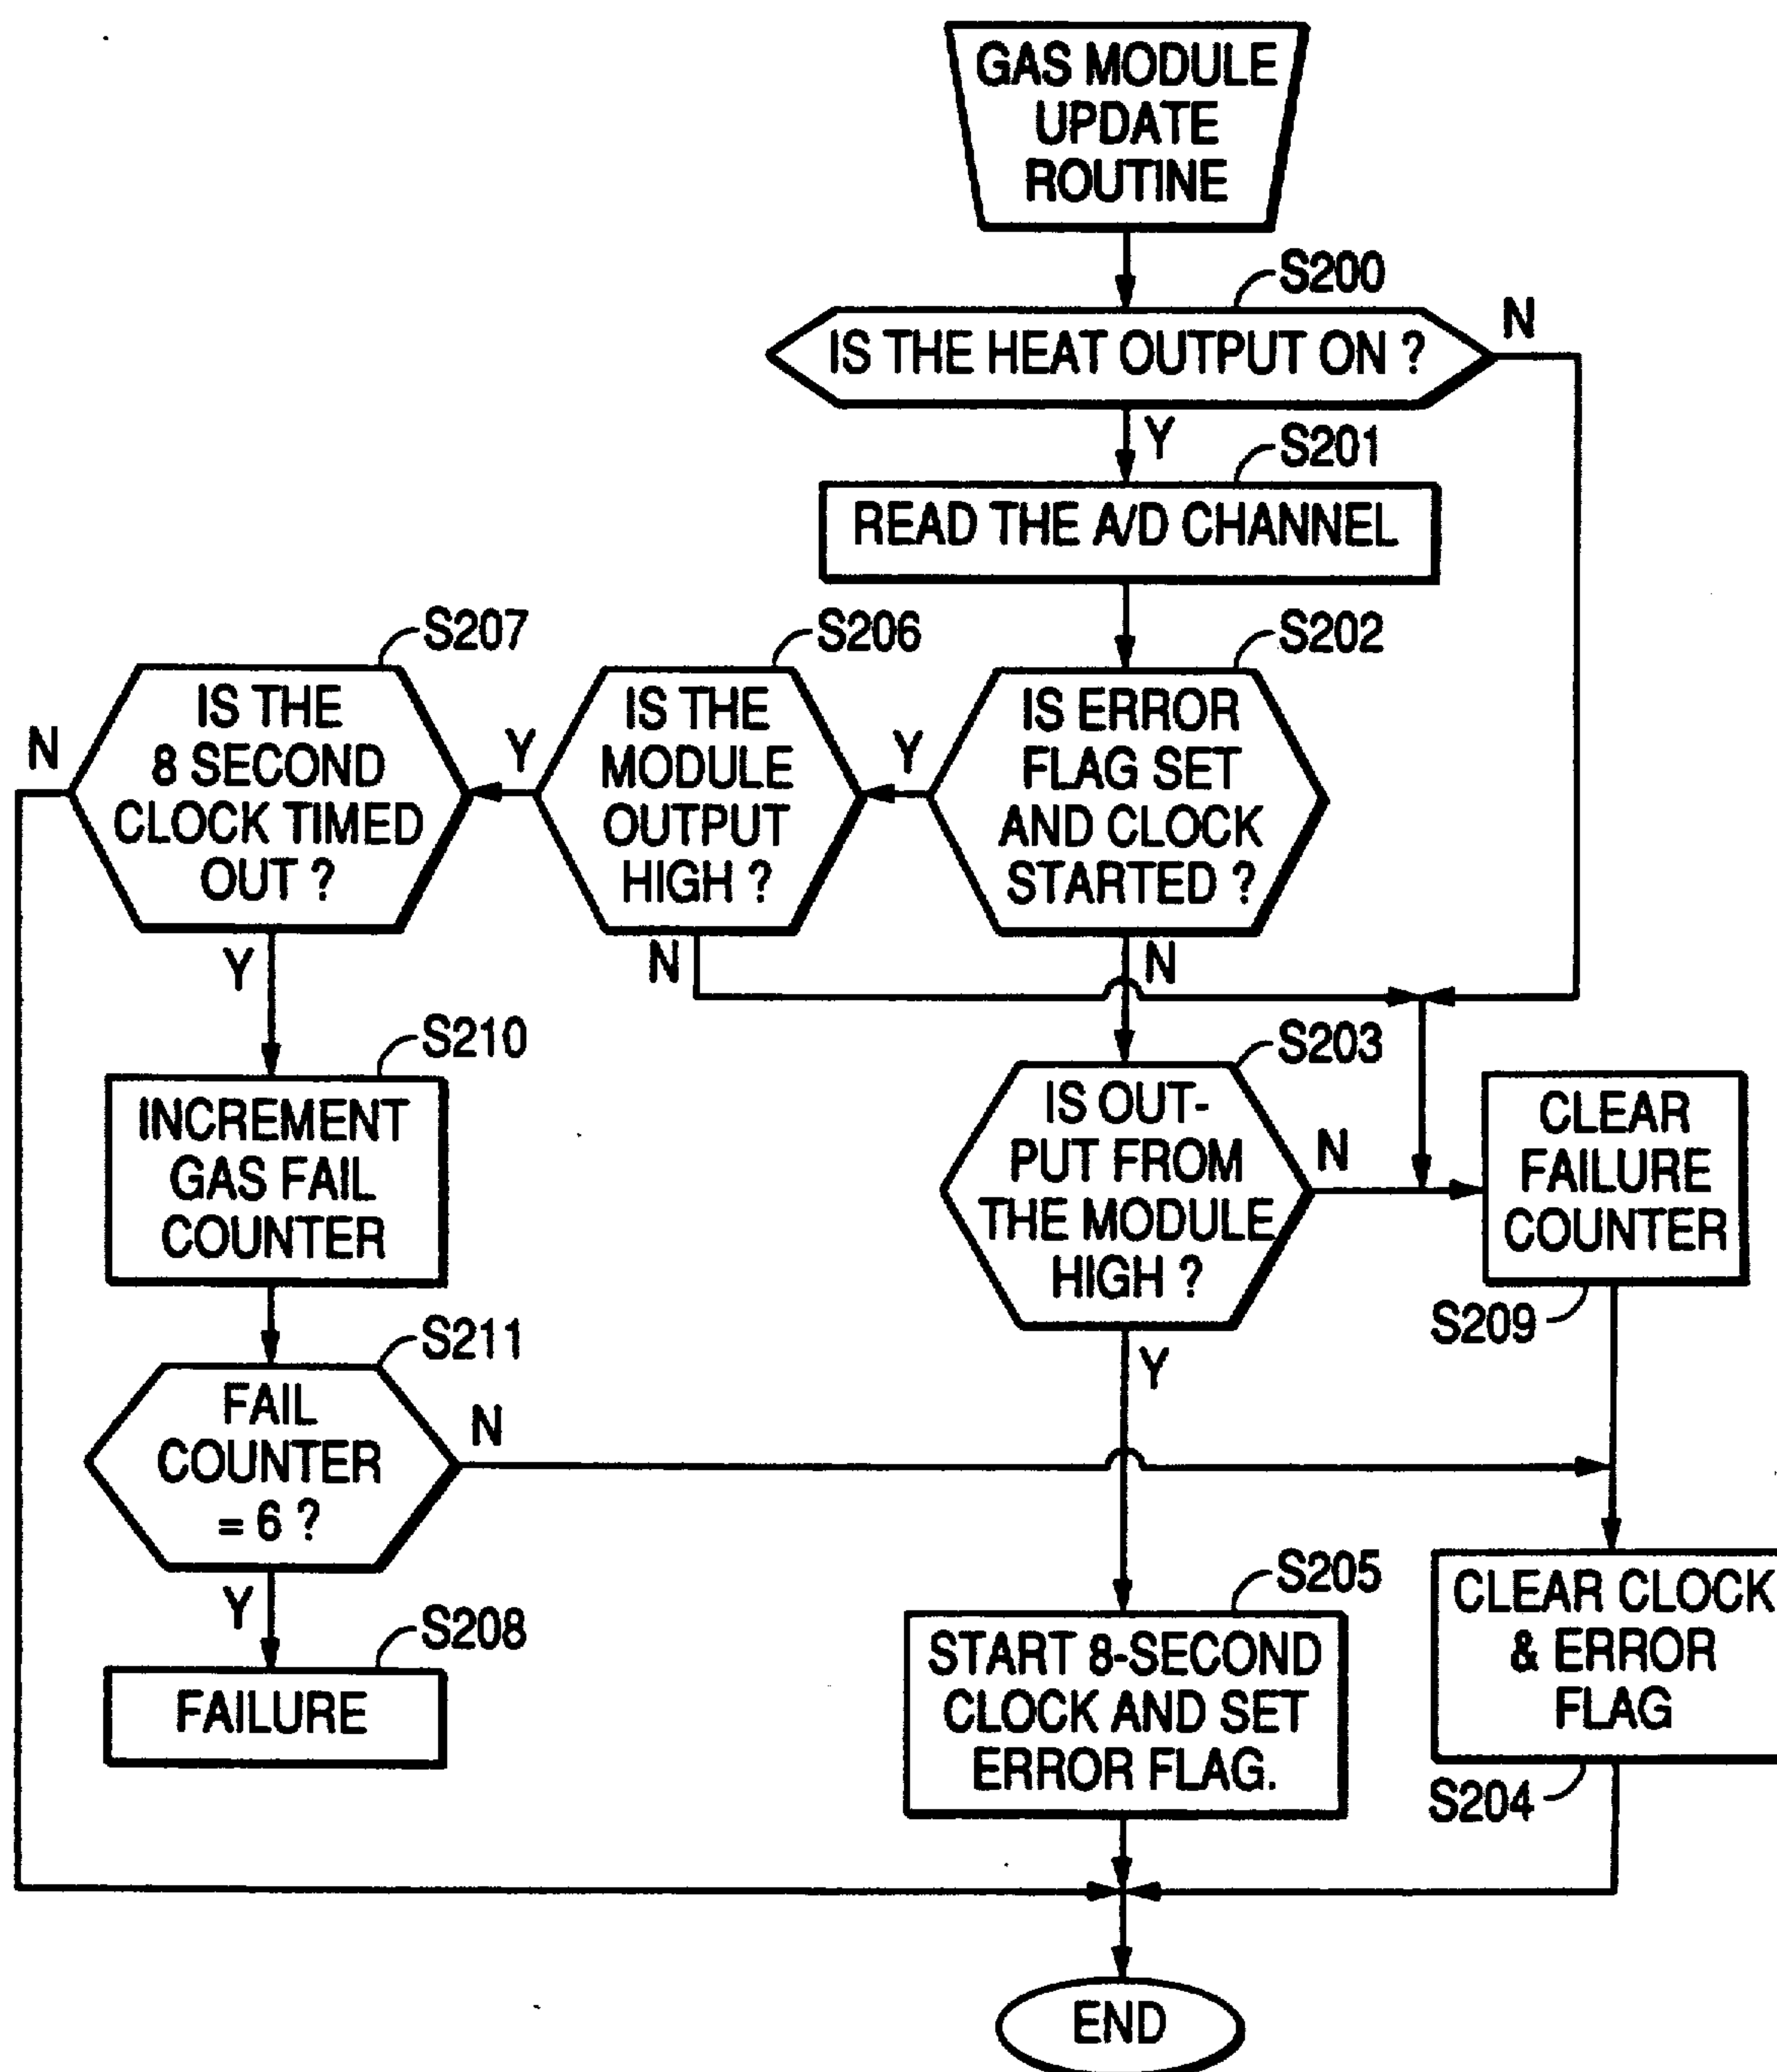 GAS MODULE
UPDATE
ROUTINE
S200
IS THE HEAT OUTPUT ON ?
N
Y
S201
READ THE A/D CHANNEL
S207
IS THE
8 SECOND
CLOCK TIMED
OUT ?
N
Y
S206
IS THE
MODULE
OUTPUT
HIGH ?
Y
N
S202
IS ERROR
FLAG SET
AND CLOCK
STARTED ?
Y
N
S210
INCREMENT
GAS FAIL
COUNTER
S203
IS OUT-
PUT FROM
THE MODULE
HIGH ?
N
Y
CLEAR
FAILURE
COUNTER
S209
S211
FAIL
COUNTER
= 6 ?
N
Y
S208
FAILURE
S205
START 8-SECOND
CLOCK AND SET
ERROR FLAG.
CLEAR CLOCK
& ERROR
FLAG
S204
END